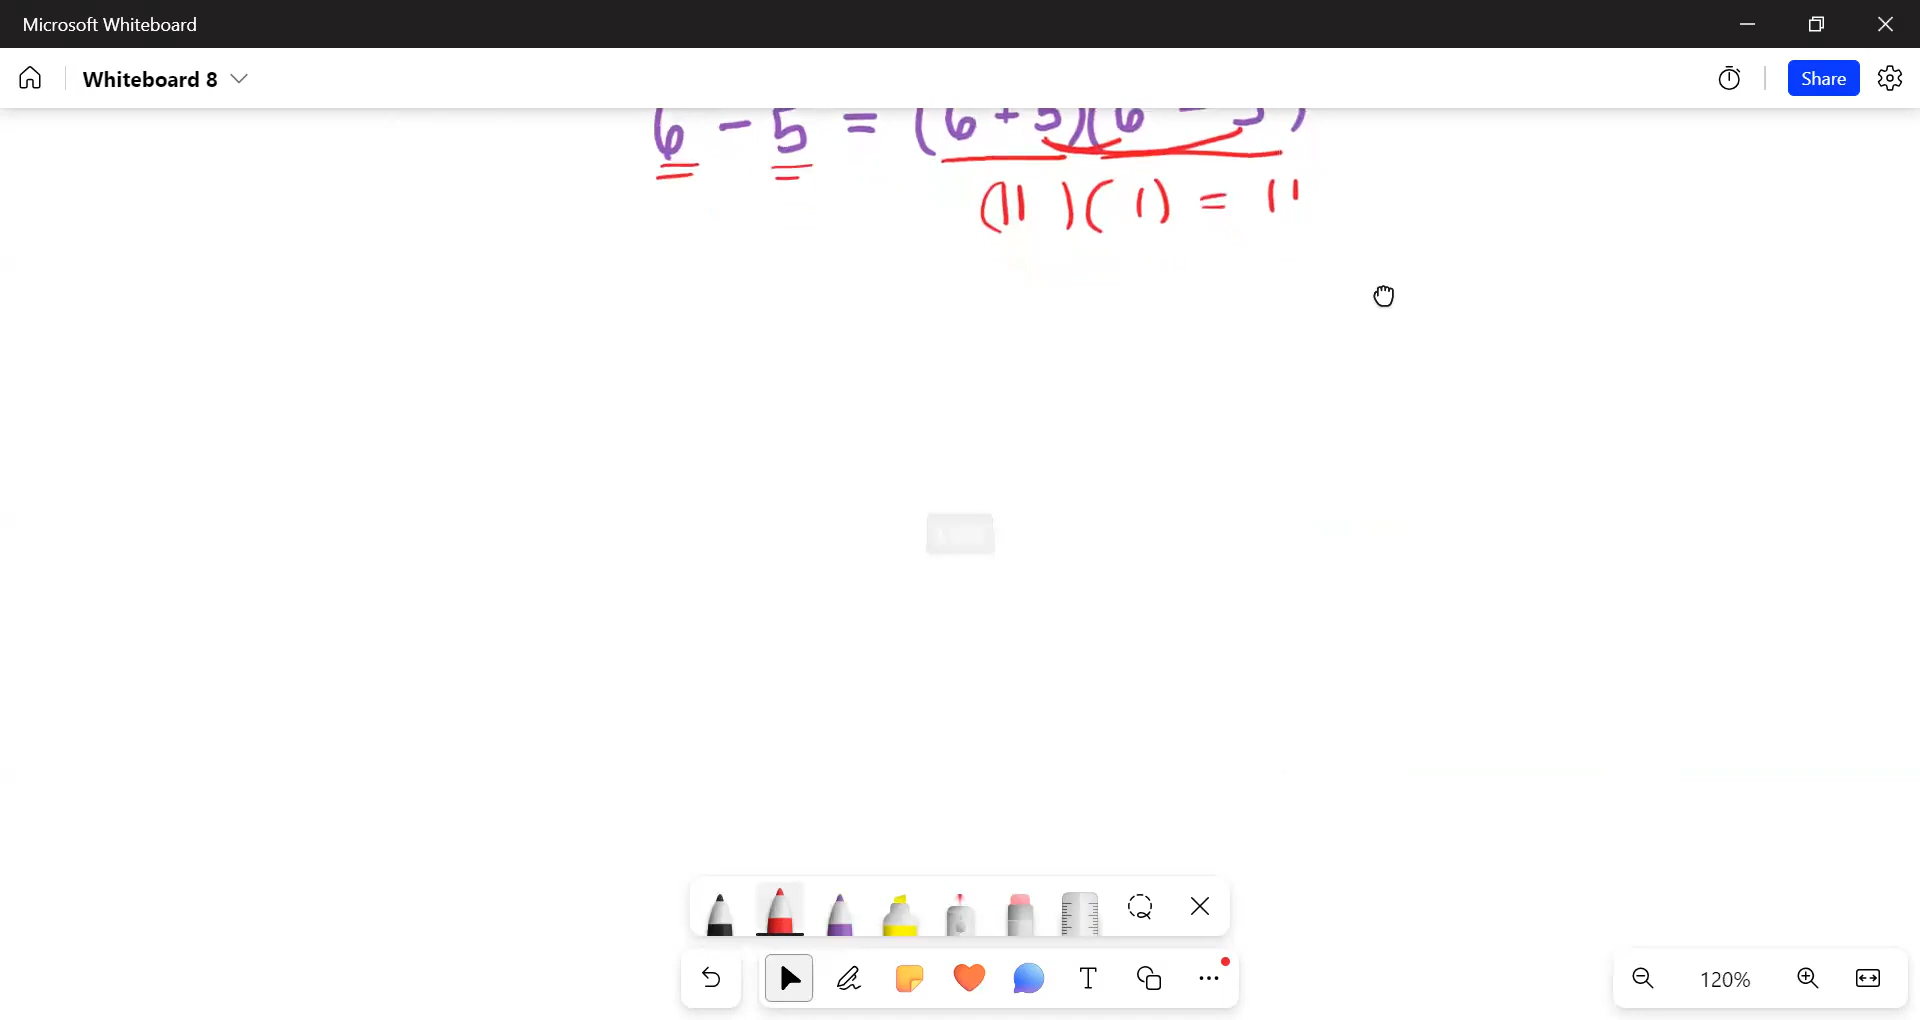 Microsoft Whiteboard
Whiteboard 8
Share
6 - 5 = (6 + 5)(6 - 5)
(11)(1) = 11
T
120%